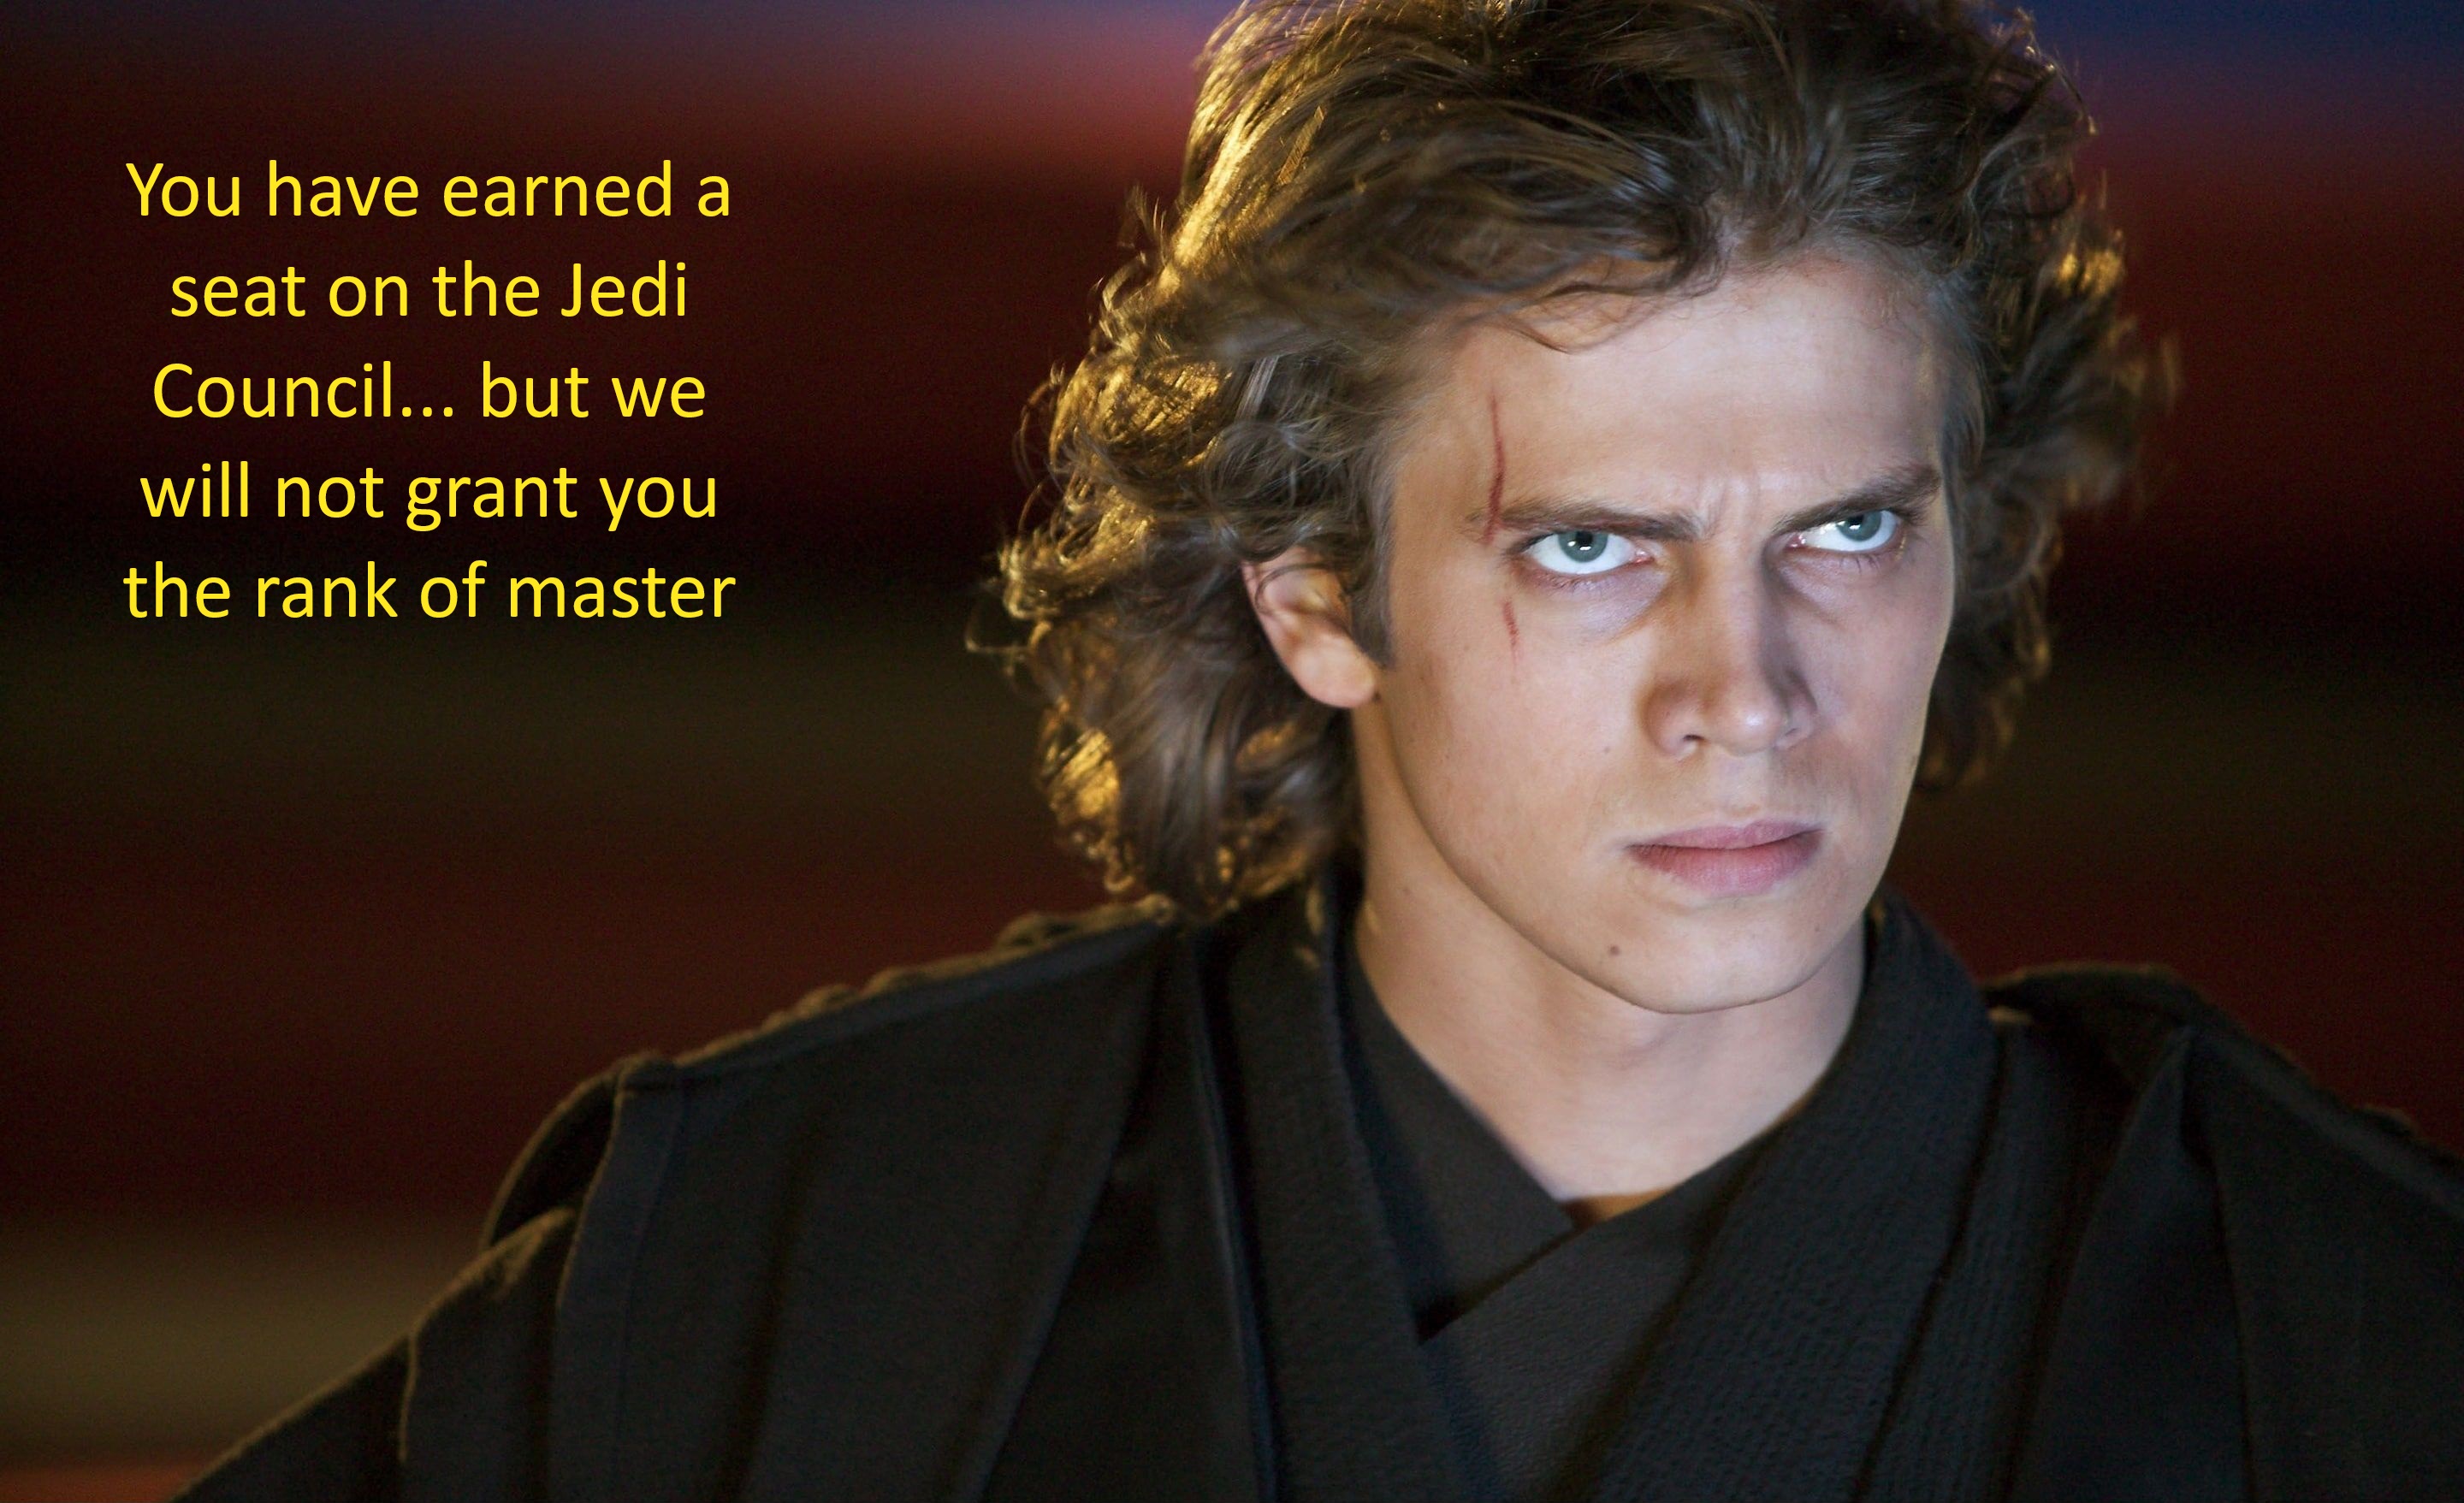 You have earned a
seat on the Jedi
Council... but we
will not grant you
the rank of master